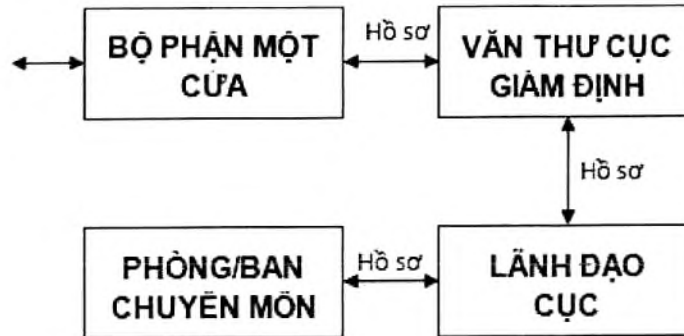 BỘ PHẬN MỘT
CỬA
Hồ sơ
VĂN THƯ CỤC
GIÁM ĐỊNH
Hồ sơ
PHÒNG/BAN
CHUYÊN MÔN
Hồ sơ
LÃNH ĐẠO
CỤC